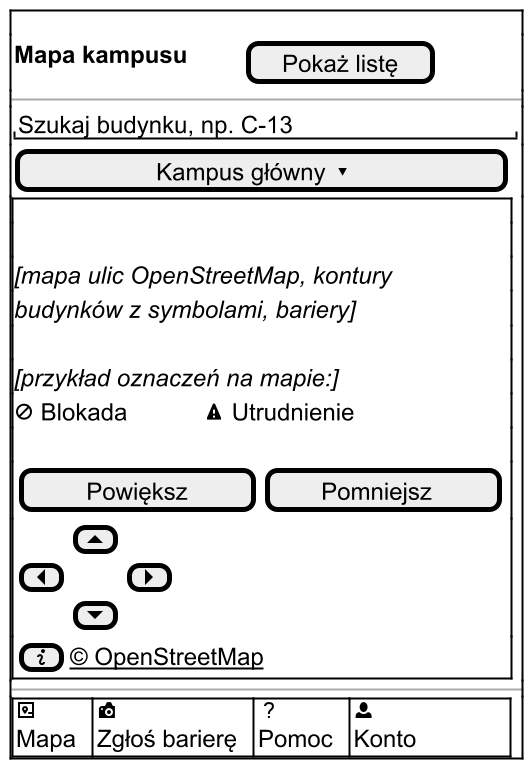 Mapa kampusu
Pokaż listę
Szukaj budynku, np. C-13
Kampus główny ▼
[mapa ulic OpenStreetMap, kontury
budynków z symbolami, bariery]
[przykład oznaczeń na mapie:]
Blokada
Utrudnienie
Powiększ
Pomniejsz
i © OpenStreetMap
?
Mapa
Zgłoś barierę
Pomoc
Konto